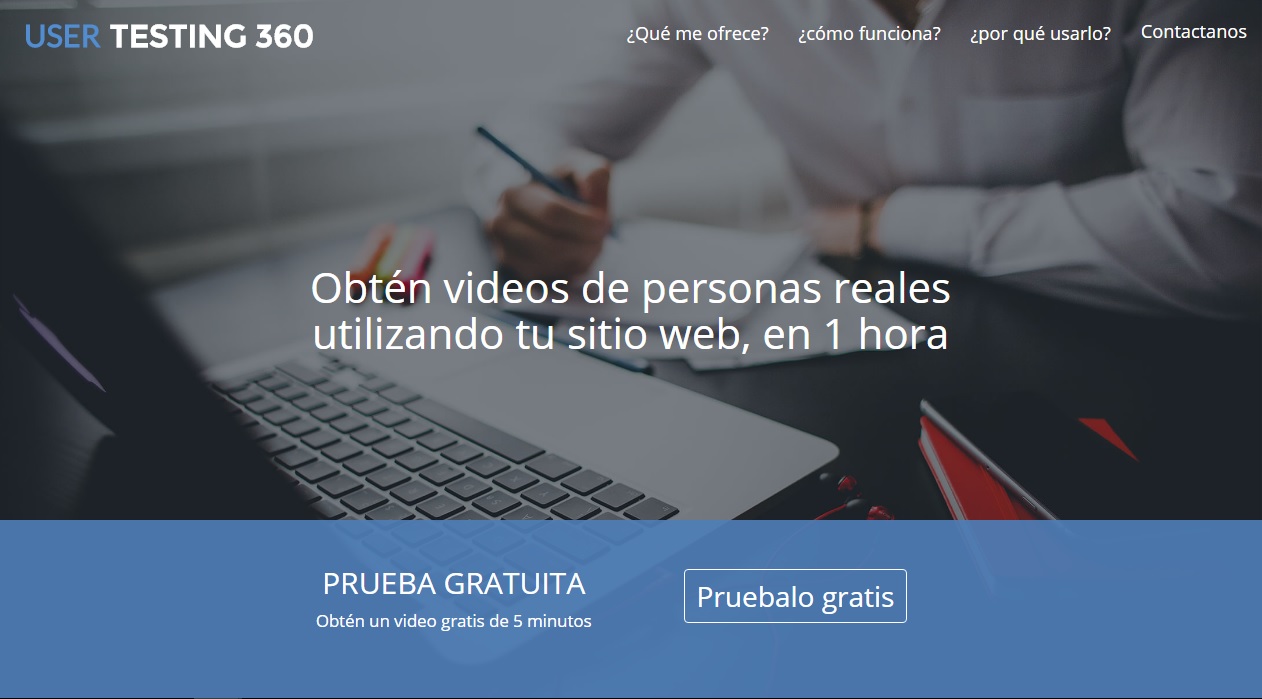 USER TESTING 360
¿Qué me ofrece? ¿cómo funciona? ¿por qué usarlo? Contactanos
Obtén videos de personas reales
utilizando tu sitio web, en 1 hora
PRUEBA GRATUITA
Obtén un video gratis de 5 minutos
Pruebalo gratis